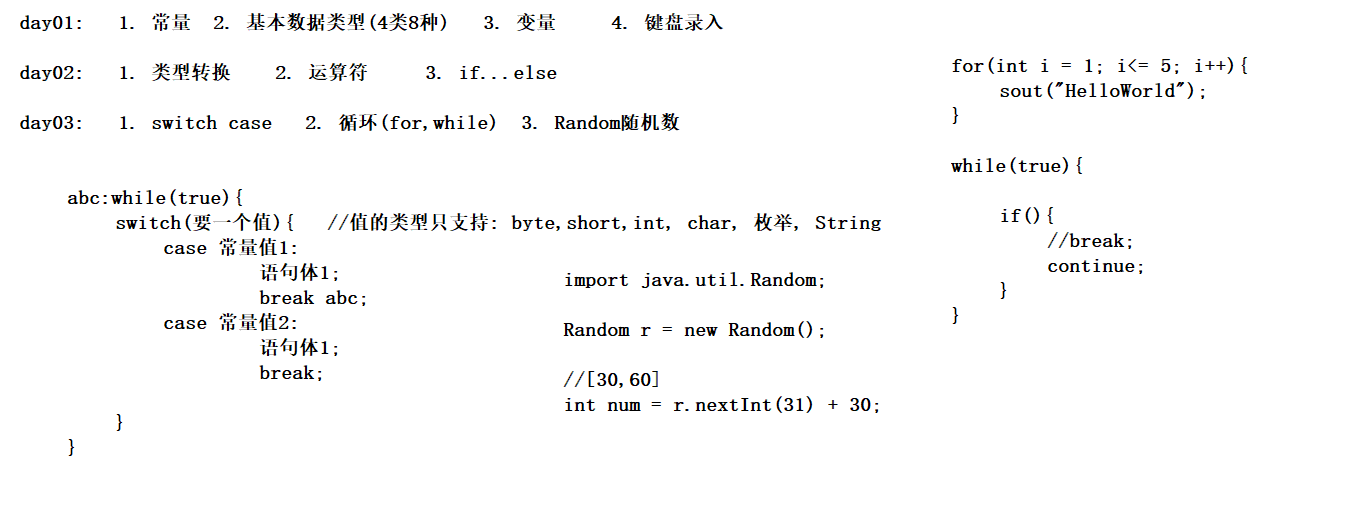 day01: 1. 常量 2. 基本数据类型(4类8种) 3. 变量 4. 键盘录入
day02: 1. 类型转换 2. 运算符 3. if...else
day03: 1. switch case 2. 循环(for,while) 3. Random随机数
abc:while(true){
switch(要一个值){ //值的类型只支持: byte,short,int, char, 枚举, String
case 常量值1:
语句体1;
break abc;
case 常量值2:
语句体1;
break;
}
}
import java.util.Random;
Random r = new Random();
//[30,60]
int num = r.nextInt(31) + 30;
for(int i = 1; i<= 5; i++){
sout("HelloWorld");
}
while(true){
if(){
//break;
continue;
}
}